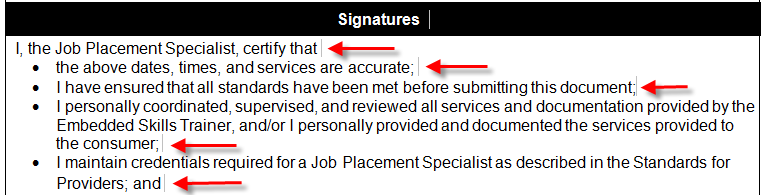 Signatures
I, the Job Placement Specialist, certify that
• the above dates, times, and services are accurate;
• I have ensured that all standards have been met before submitting this document;
• I personally coordinated, supervised, and reviewed all services and documentation provided by the
Embedded Skills Trainer, and/or I personally provided and documented the services provided to
the consumer;
• I maintain credentials required for a Job Placement Specialist as described in the Standards for
Providers; and